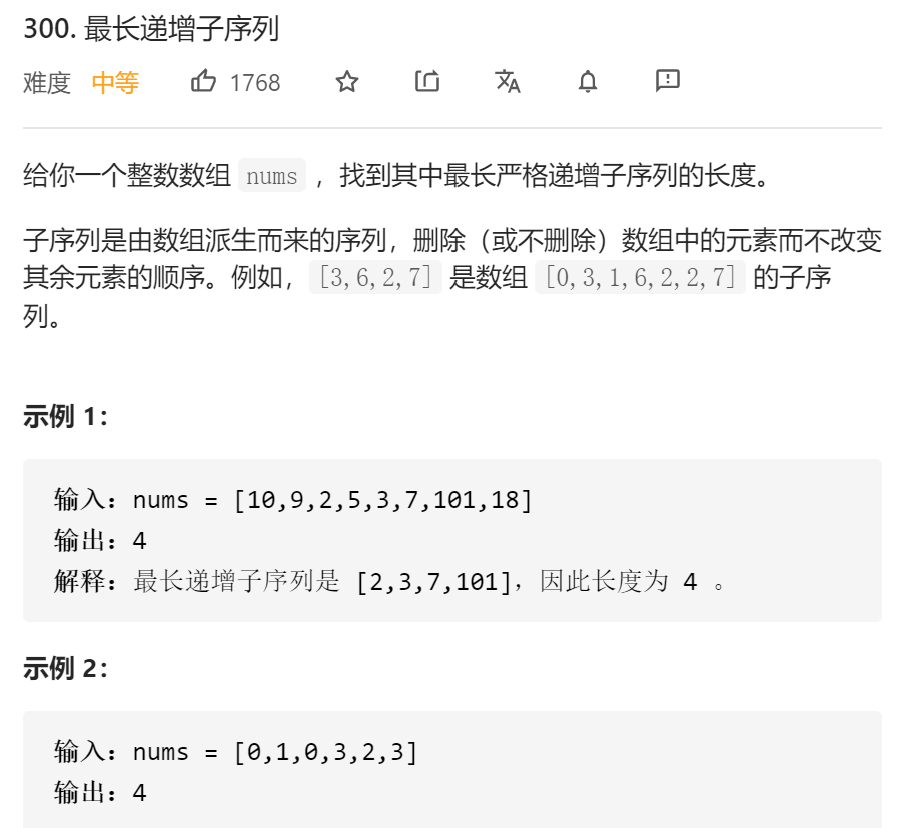 300. 最长递增子序列
难度 中等 1768
给你一个整数数组 nums ，找到其中最长严格递增子序列的长度。
子序列是由数组派生而来的序列，删除（或不删除）数组中的元素而不改变
其余元素的顺序。例如，[3,6,2,7] 是数组 [0,3,1,6,2,2,7] 的子序
列。
示例 1：
输入：nums = [10,9,2,5,3,7,101,18]
输出：4
解释：最长递增子序列是 [2,3,7,101]，因此长度为 4 。
示例 2：
输入：nums = [0,1,0,3,2,3]
输出：4